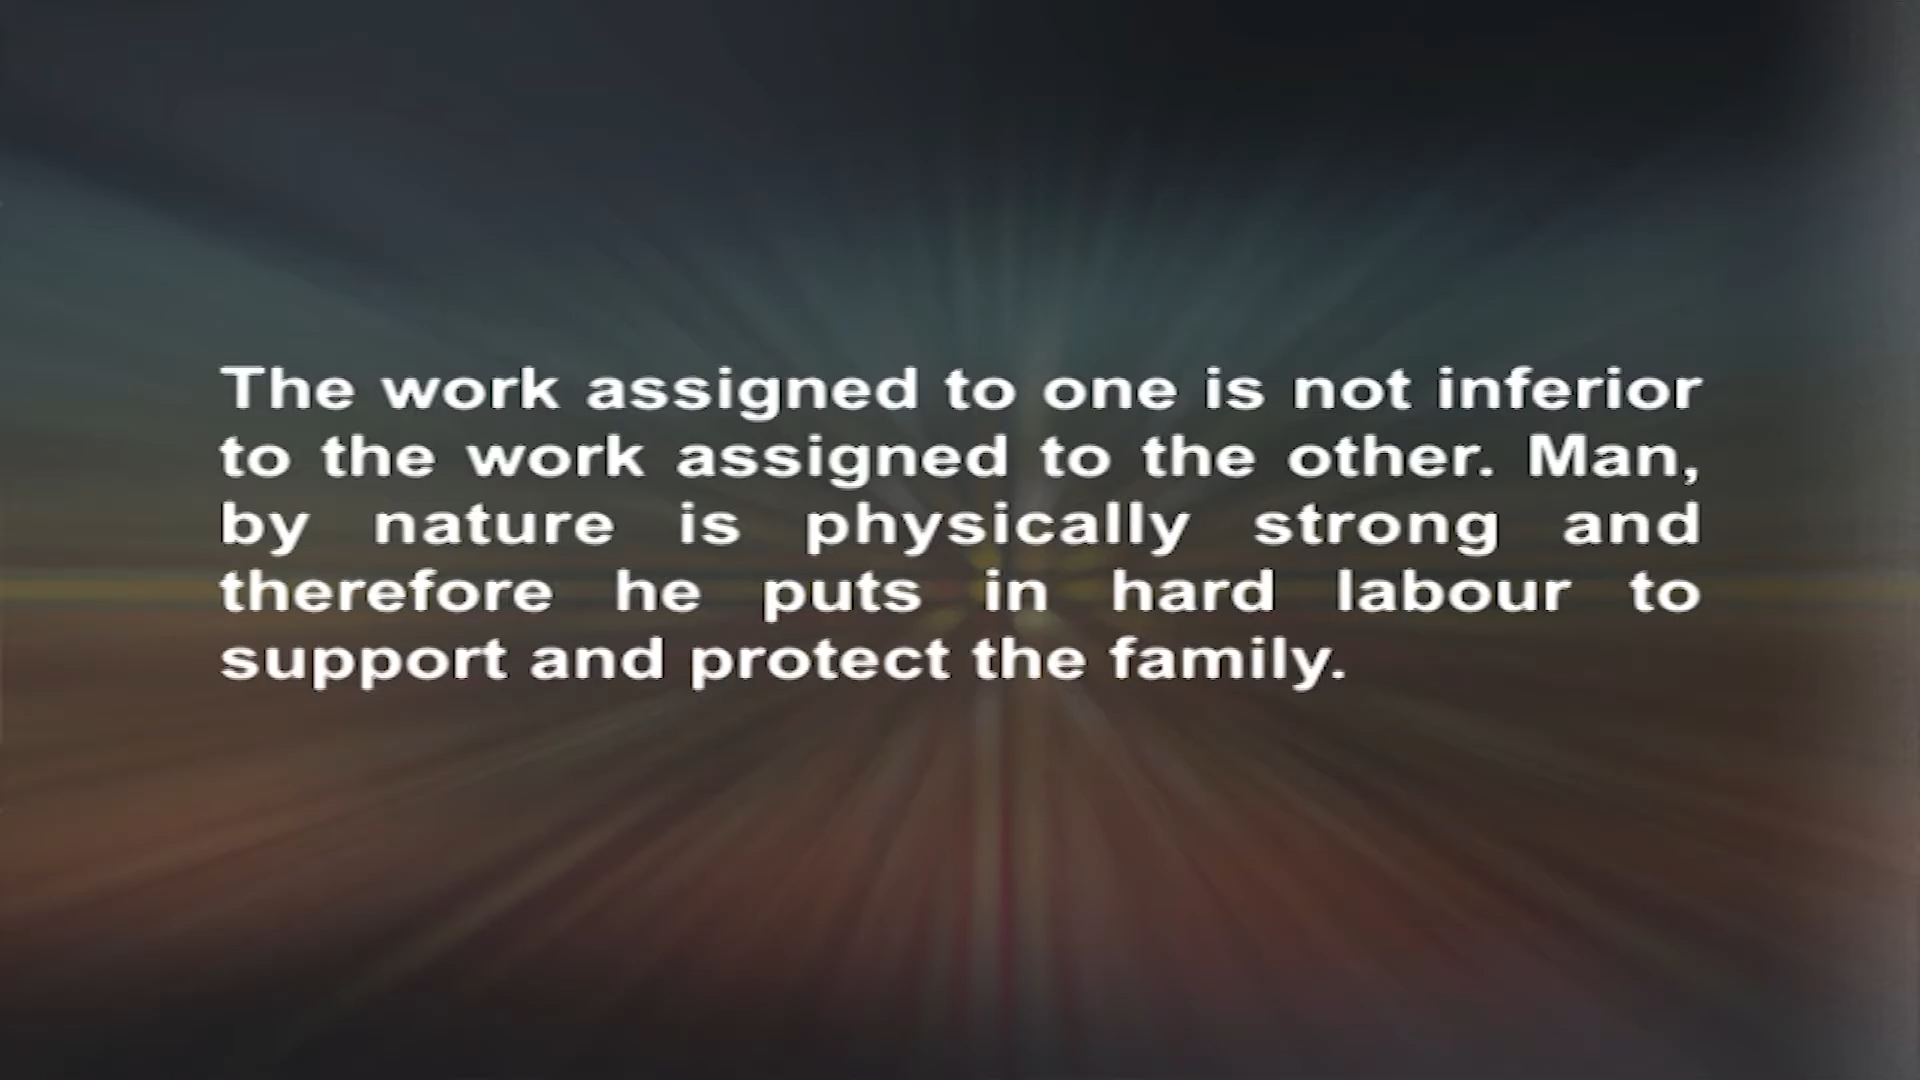 The work assigned to one is not inferior
to the work assigned to the other. Man,
by nature is physically strong and
therefore he puts in hard labour to
support and protect the family.